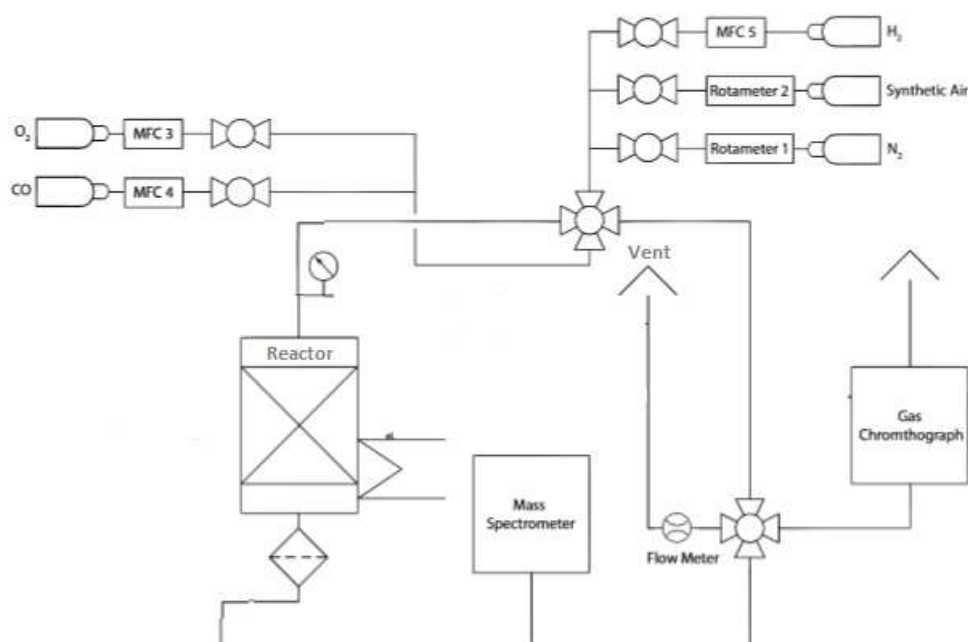 MFC 5
H₂
Rotameter 2
Synthetic Air
Rotameter 1
N₂
O₂
MFC 3
CO
MFC 4
Vent
Reactor
Gas
Chromthograph
Mass
Spectrometer
Flow Meter